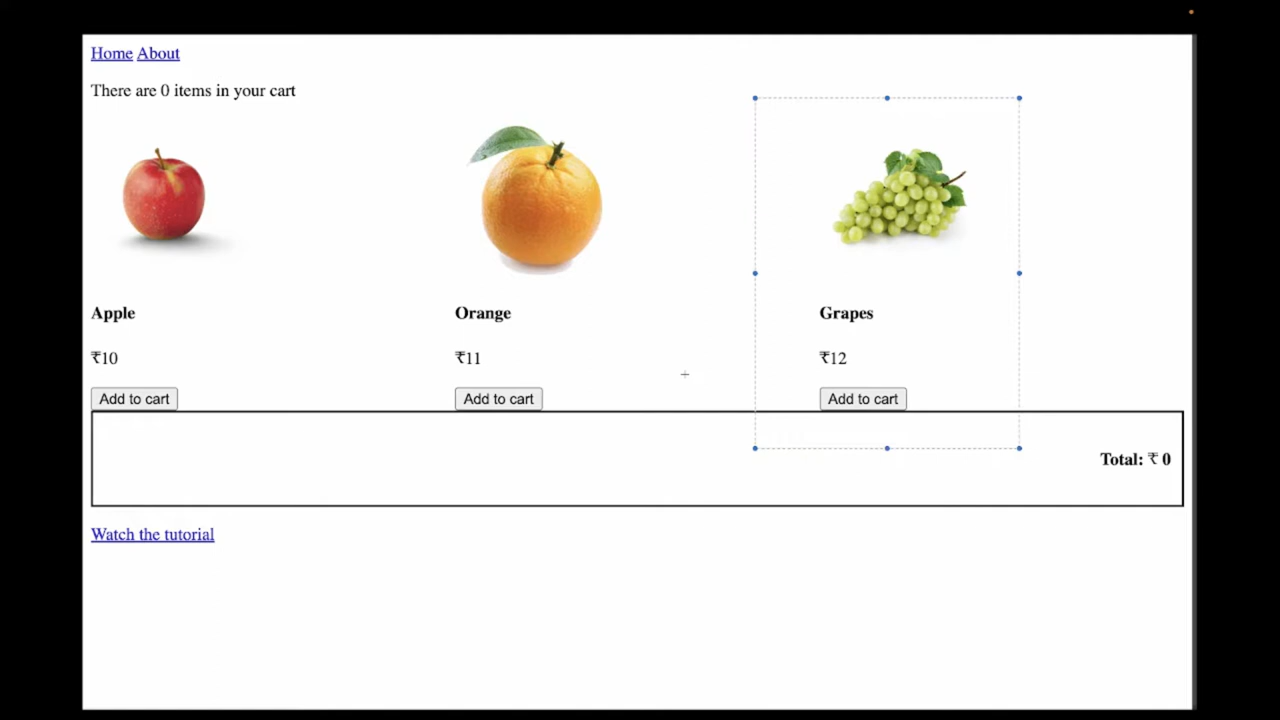 Home About
There are 0 items in your cart
Apple Orange Grapes
₹10 ₹11 ₹12
Add to cart Add to cart Add to cart
Total: ₹ 0
Watch the tutorial